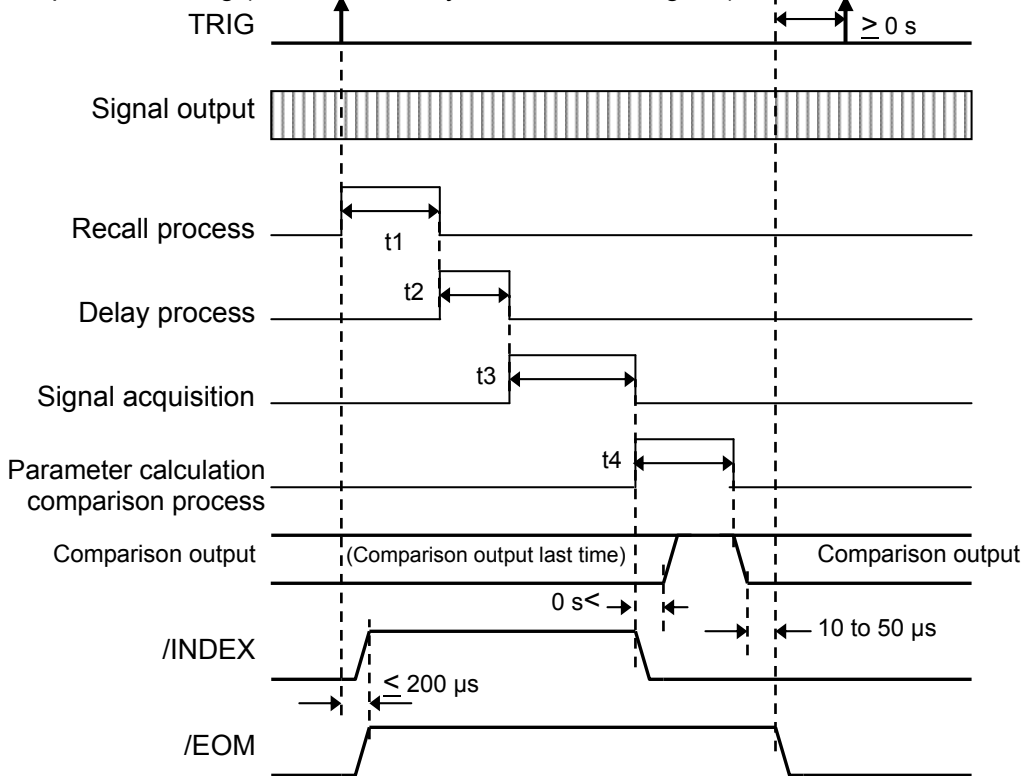 TRIG
≥ 0 s
Signal output
Recall process
t1
t2
Delay process
t3
Signal acquisition
t4
Parameter calculation
comparison process
Comparison output
(Comparison output last time)
Comparison output
0 s<
10 to 50 µs
/INDEX
≤ 200 µs
/EOM